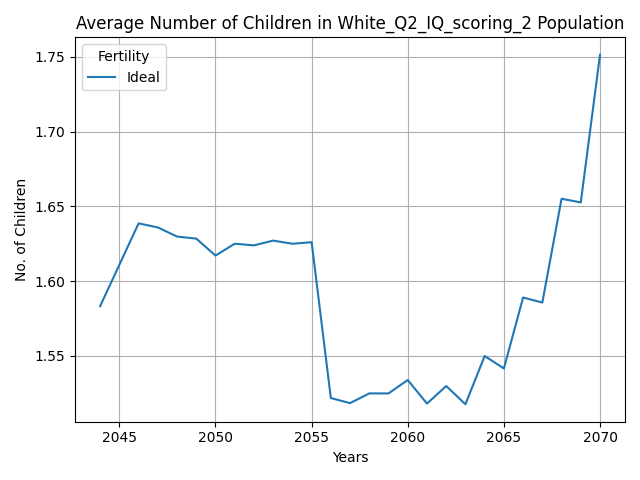 Average Number of Children in White_Q2_IQ_scoring_2 Population
Fertility
Ideal
1.75
1.70
1.65
1.60
1.55
No. of Children
2045 2050 2055 2060 2065 2070
Years